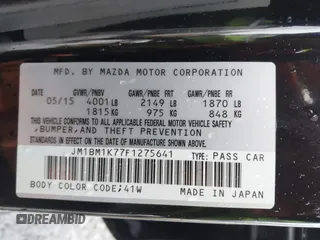 MFD. BY MAZDA MOTOR CORPORATION
GVWR/PNBV GAWR/PNBE FRT GAWR/PNBE RR
05/15 4001 LB 2149 LB 1870 LB
1815 KG 975 KG 848 KG
THIS VEHICLE CONFORMS TO ALL APPLICABLE FEDERAL MOTOR
VEHICLE SAFETY,
BUMPER, AND THEFT PREVENTION
STANDARDS IN EFFECT ON THE DATE OF MANUFACTURE SHOWN ABOVE.
JM1BM1K77F1275641 TYPE: PASS CAR
BODY COLOR CODE: 41W MADE IN JAPAN
DREAMBID